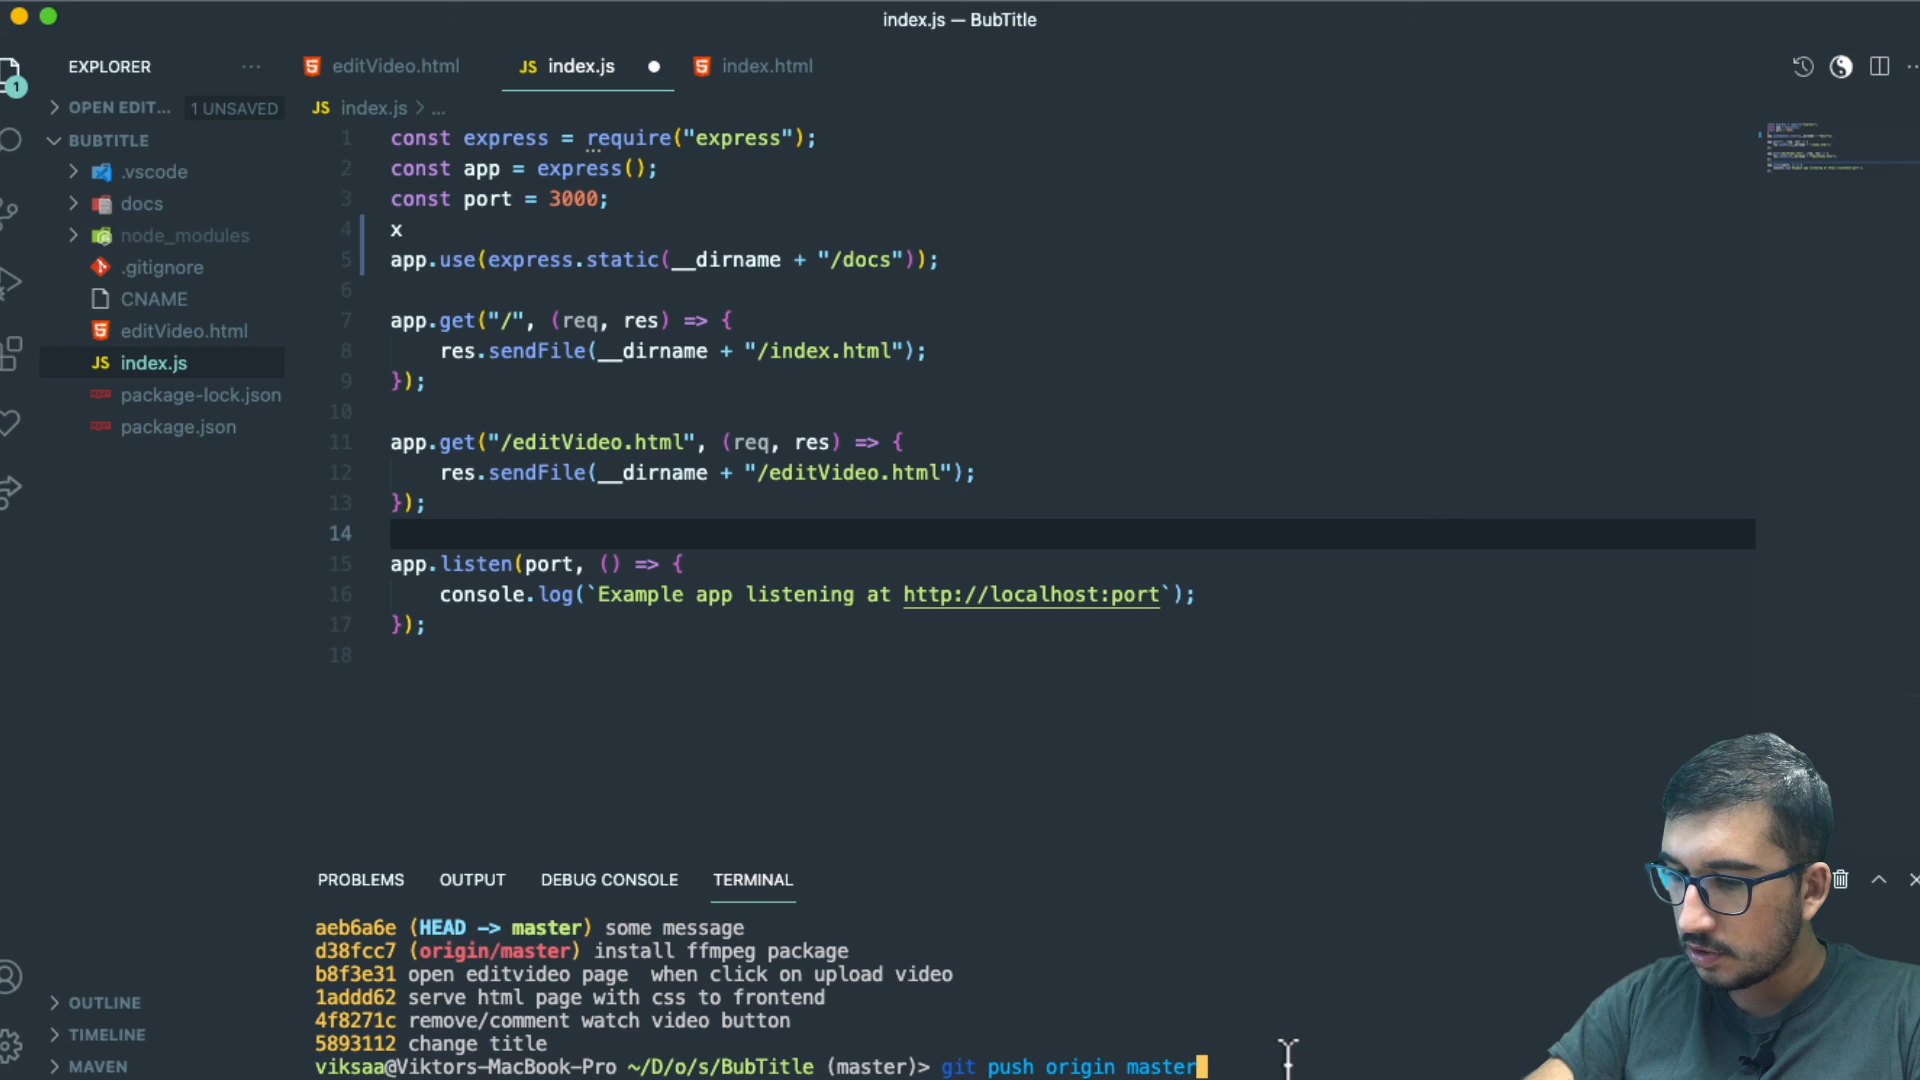 index.js — BubTitle
EXPLORER ...
editVideo.html
JS index.js
index.html
OPEN EDIT... 1 UNSAVED
JS index.js > ...
1
BUBTITLE
.vscode
docs
node_modules
.gitignore
CNAME
editVideo.html
JS index.js
package-lock.json
package.json
1 const express = require("express");
2 const app = express();
3 const port = 3000;
4 x
5 app.use(express.static(__dirname + "/docs"));
6
7 app.get("/", (req, res) => {
8 res.sendFile(__dirname + "/index.html");
9 });
10
11 app.get("/editVideo.html", (req, res) => {
12 res.sendFile(__dirname + "/editVideo.html");
13 });
14
15 app.listen(port, () => {
16 console.log(`Example app listening at http://localhost:port`);
17 });
18
PROBLEMS OUTPUT DEBUG CONSOLE TERMINAL
aeb6a6e (HEAD -> master) some message
d38fcc7 (origin/master) install ffmpeg package
b8f3e31 open editvideo page when click on upload video
1addd62 serve html page with css to frontend
4f8271c remove/comment watch video button
5893112 change title
viksaa@Viktors-MacBook-Pro ~/D/o/s/BubTitle (master)> git push origin master
OUTLINE
TIMELINE
MAVEN